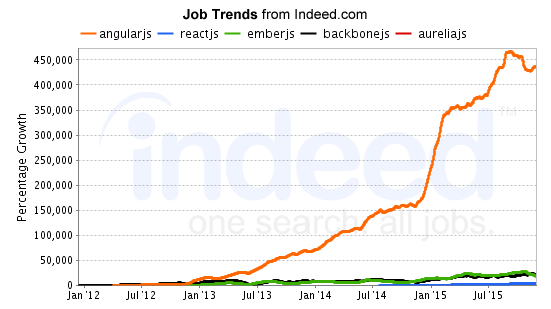 Job Trends from Indeed.com
angularjs reactjs emberjs backbonejs aureliajs
Percentage Growth
450,000
400,000
350,000
300,000
250,000
200,000
150,000
100,000
50,000
0
indeed™
one search. all jobs.
Jan'12 Jul'12 Jan'13 Jul'13 Jan'14 Jul'14 Jan'15 Jul'15